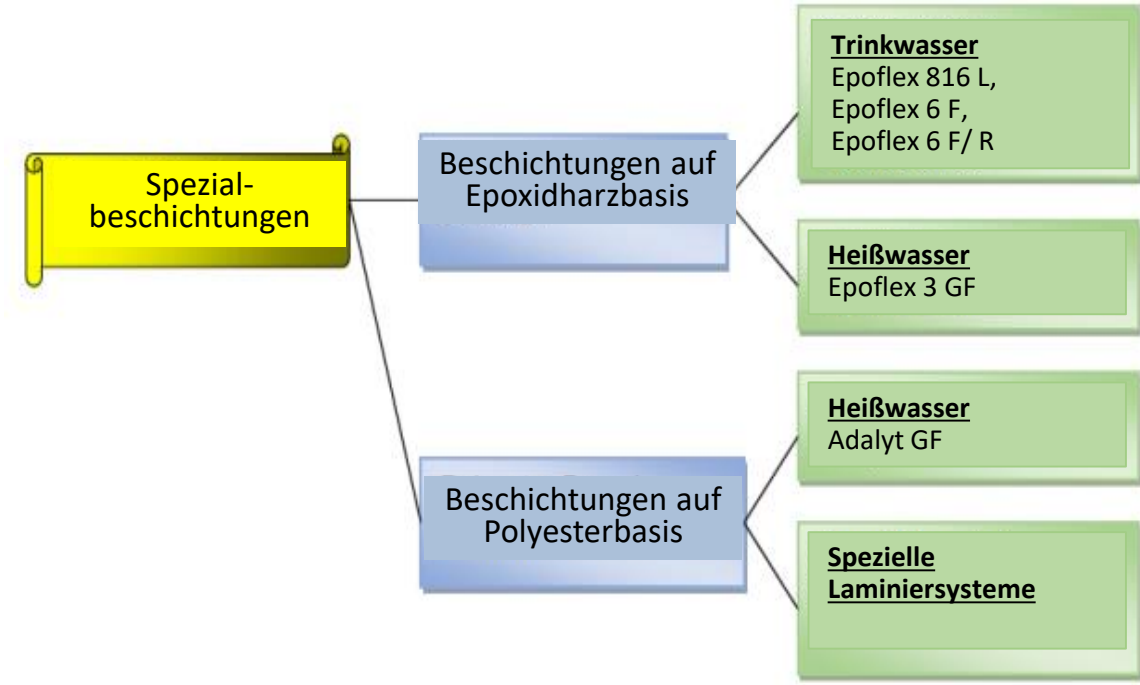 Spezial-
beschichtungen
Beschichtungen auf
Epoxidharzbasis
Trinkwasser
Epoflex 816 L,
Epoflex 6 F,
Epoflex 6 F/ R
Heißwasser
Epoflex 3 GF
Beschichtungen auf
Polyesterbasis
Heißwasser
Adalyt GF
Spezielle
Laminiersysteme